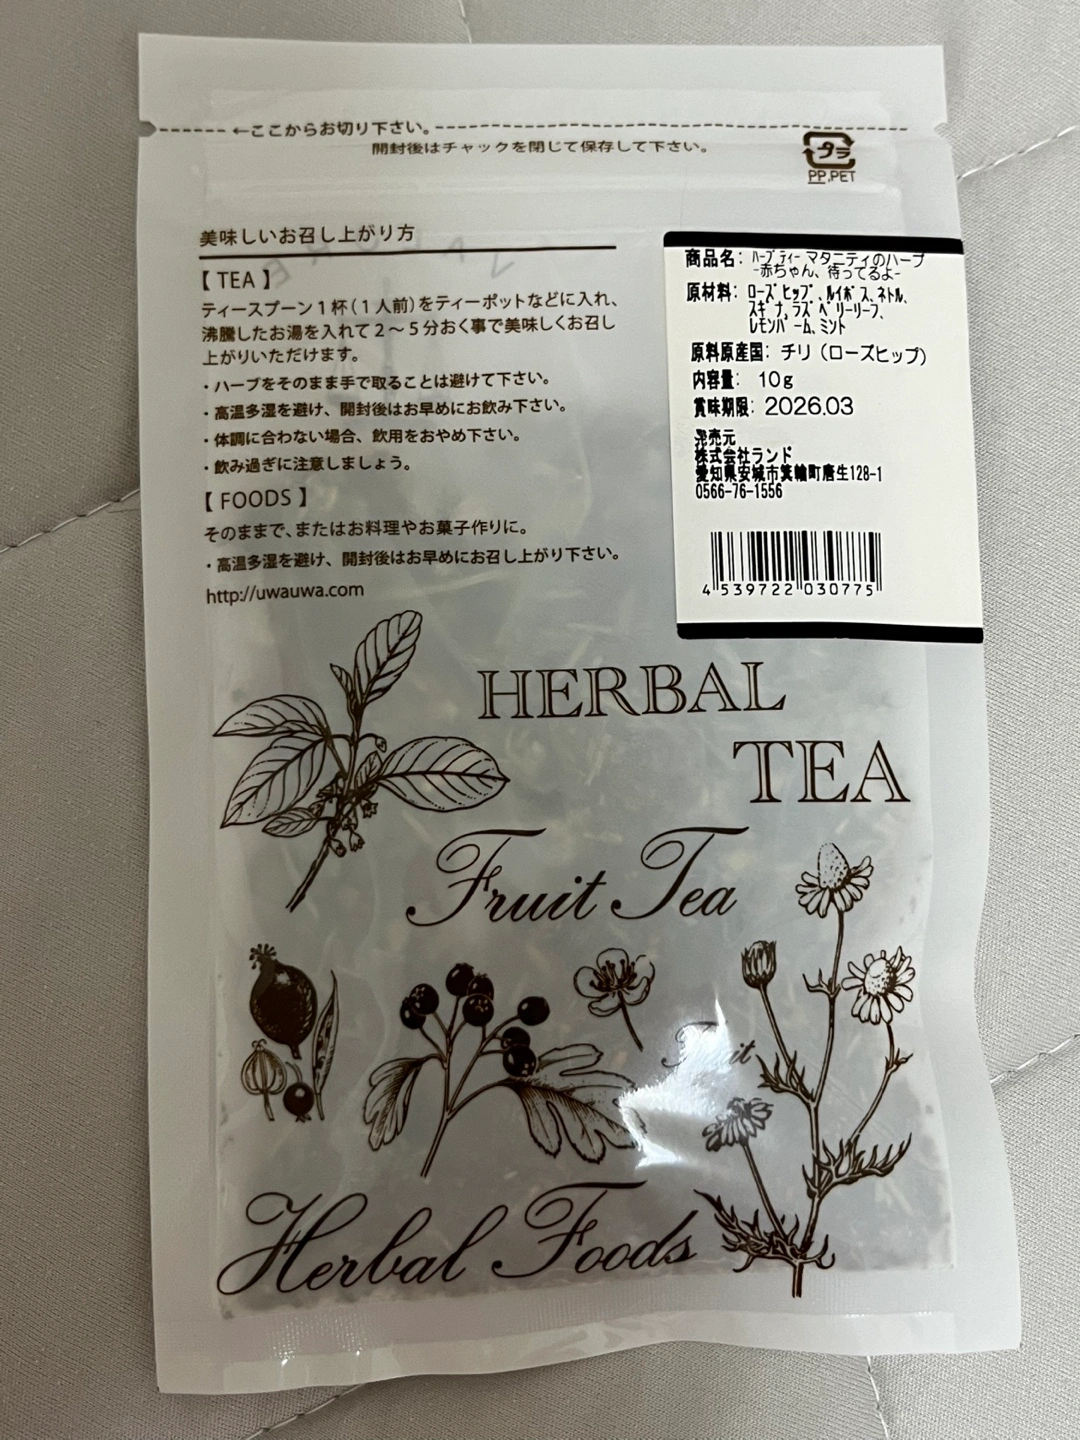 ←ここからお切り下さい。
開封後はチャックを閉じて保存して下さい。
プラ
PP,PET
美味しいお召し上がり方
【 TEA 】
ティースプーン1杯(1人前)をティーポットなどに入れ、
沸騰したお湯を入れて2〜5分おく事で美味しくお召し
上がりいただけます。
・ハーブをそのまま手で取ることは避けて下さい。
・高温多湿を避け、開封後はお早めにお飲み下さい。
・体調に合わない場合、飲用をおやめ下さい。
・飲み過ぎに注意しましょう。
【 FOODS 】
そのままで、またはお料理やお菓子作りに。
・高温多湿を避け、開封後はお早めにお召し上がり下さい。
http://uwauwa.com
商品名: ハーブティー マタニティのハーブ
-赤ちゃん、待ってるよ-
原材料: ローズヒップ、ルイボス、ネトル、
スギナ、ラズベリーリーフ、
レモンバーム、ミント
原料原産国: チリ（ローズヒップ）
内容量: 10g
賞味期限: 2026.03
発売元
株式会社ランド
愛知県安城市箕輪町唐生128-1
0566-76-1556
4 539722 030775
HERBAL
TEA
Fruit Tea
Fruit
Herbal Foods